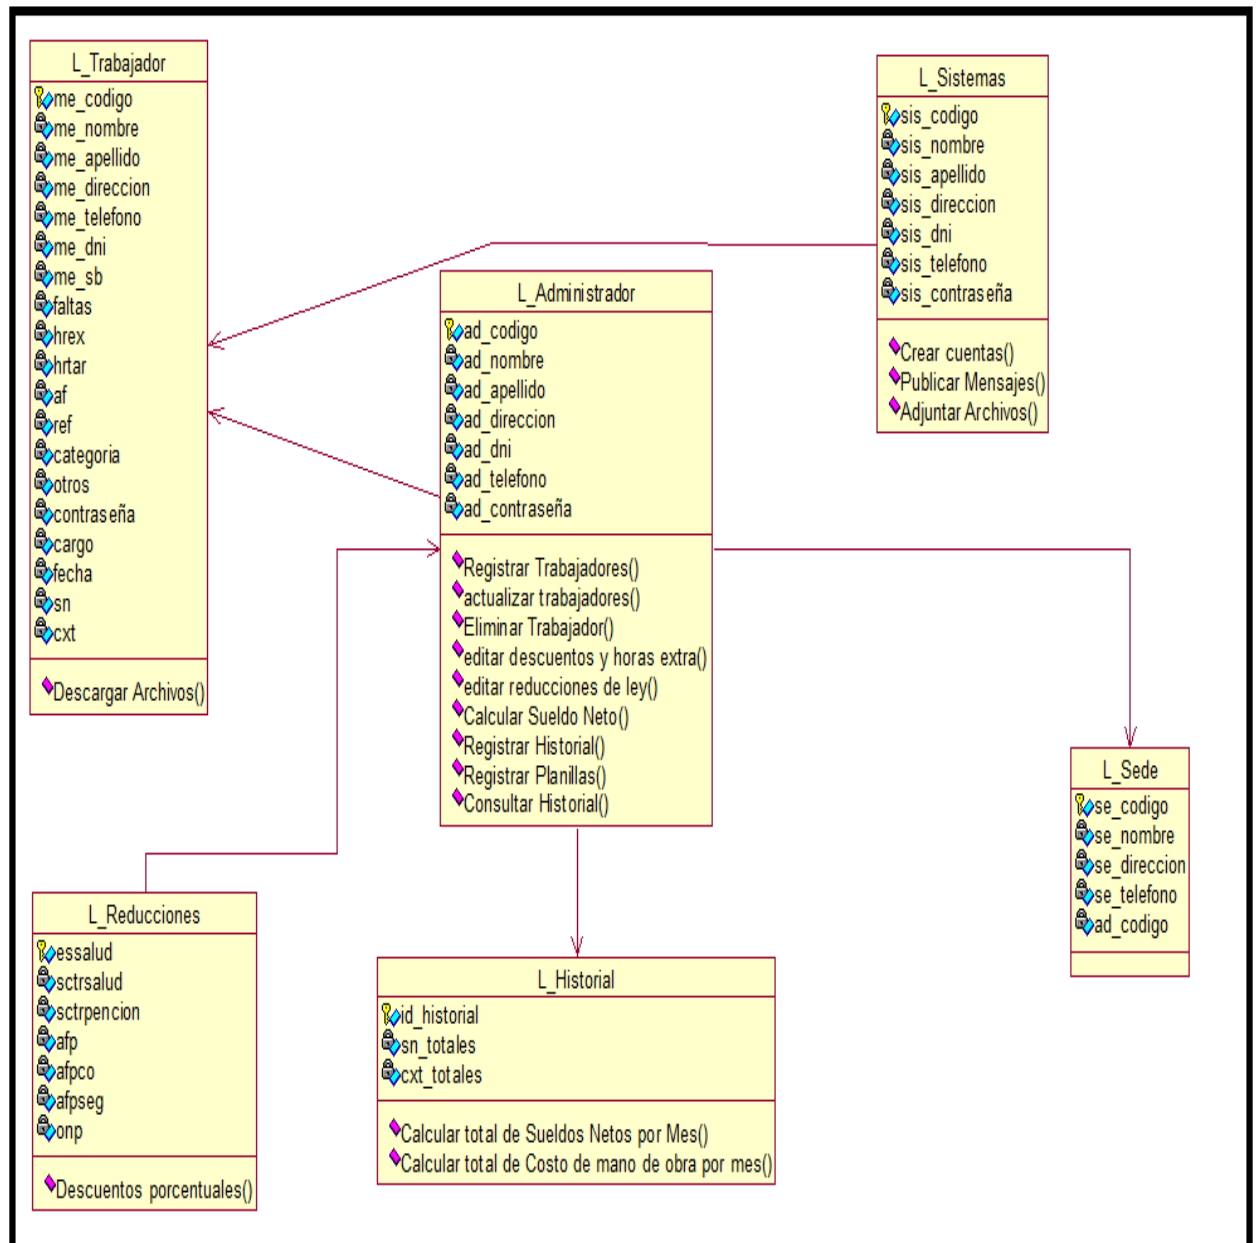 L_Trabajador
me_codigo
me_nombre
me_apellido
me_direccion
me_telefono
me_dni
me_sb
faltas
hrex
hrtar
af
ref
categoria
otros
contraseña
cargo
fecha
sn
cxt
Descargar Archivos()
L_Sistemas
sis_codigo
sis_nombre
sis_apellido
sis_direccion
sis_dni
sis_telefono
sis_contraseña
Crear cuentas()
Publicar Mensajes()
Adjuntar Archivos()
L_Administrador
ad_codigo
ad_nombre
ad_apellido
ad_direccion
ad_dni
ad_telefono
ad_contraseña
Registrar Trabajadores()
actualizar trabajadores()
Eliminar Trabajador()
editar descuentos y horas extra()
editar reducciones de ley()
Calcular Sueldo Neto()
Registrar Historial()
Registrar Planillas()
Consultar Historial()
L_Sede
se_codigo
se_nombre
se_direccion
se_telefono
ad_codigo
L_Reducciones
essalud
sctrsalud
sctrpencion
afp
afpco
afpseg
onp
Descuentos porcentuales()
L_Historial
id_historial
sn_totales
cxt_totales
Calcular total de Sueldos Netos por Mes()
Calcular total de Costo de mano de obra por mes()